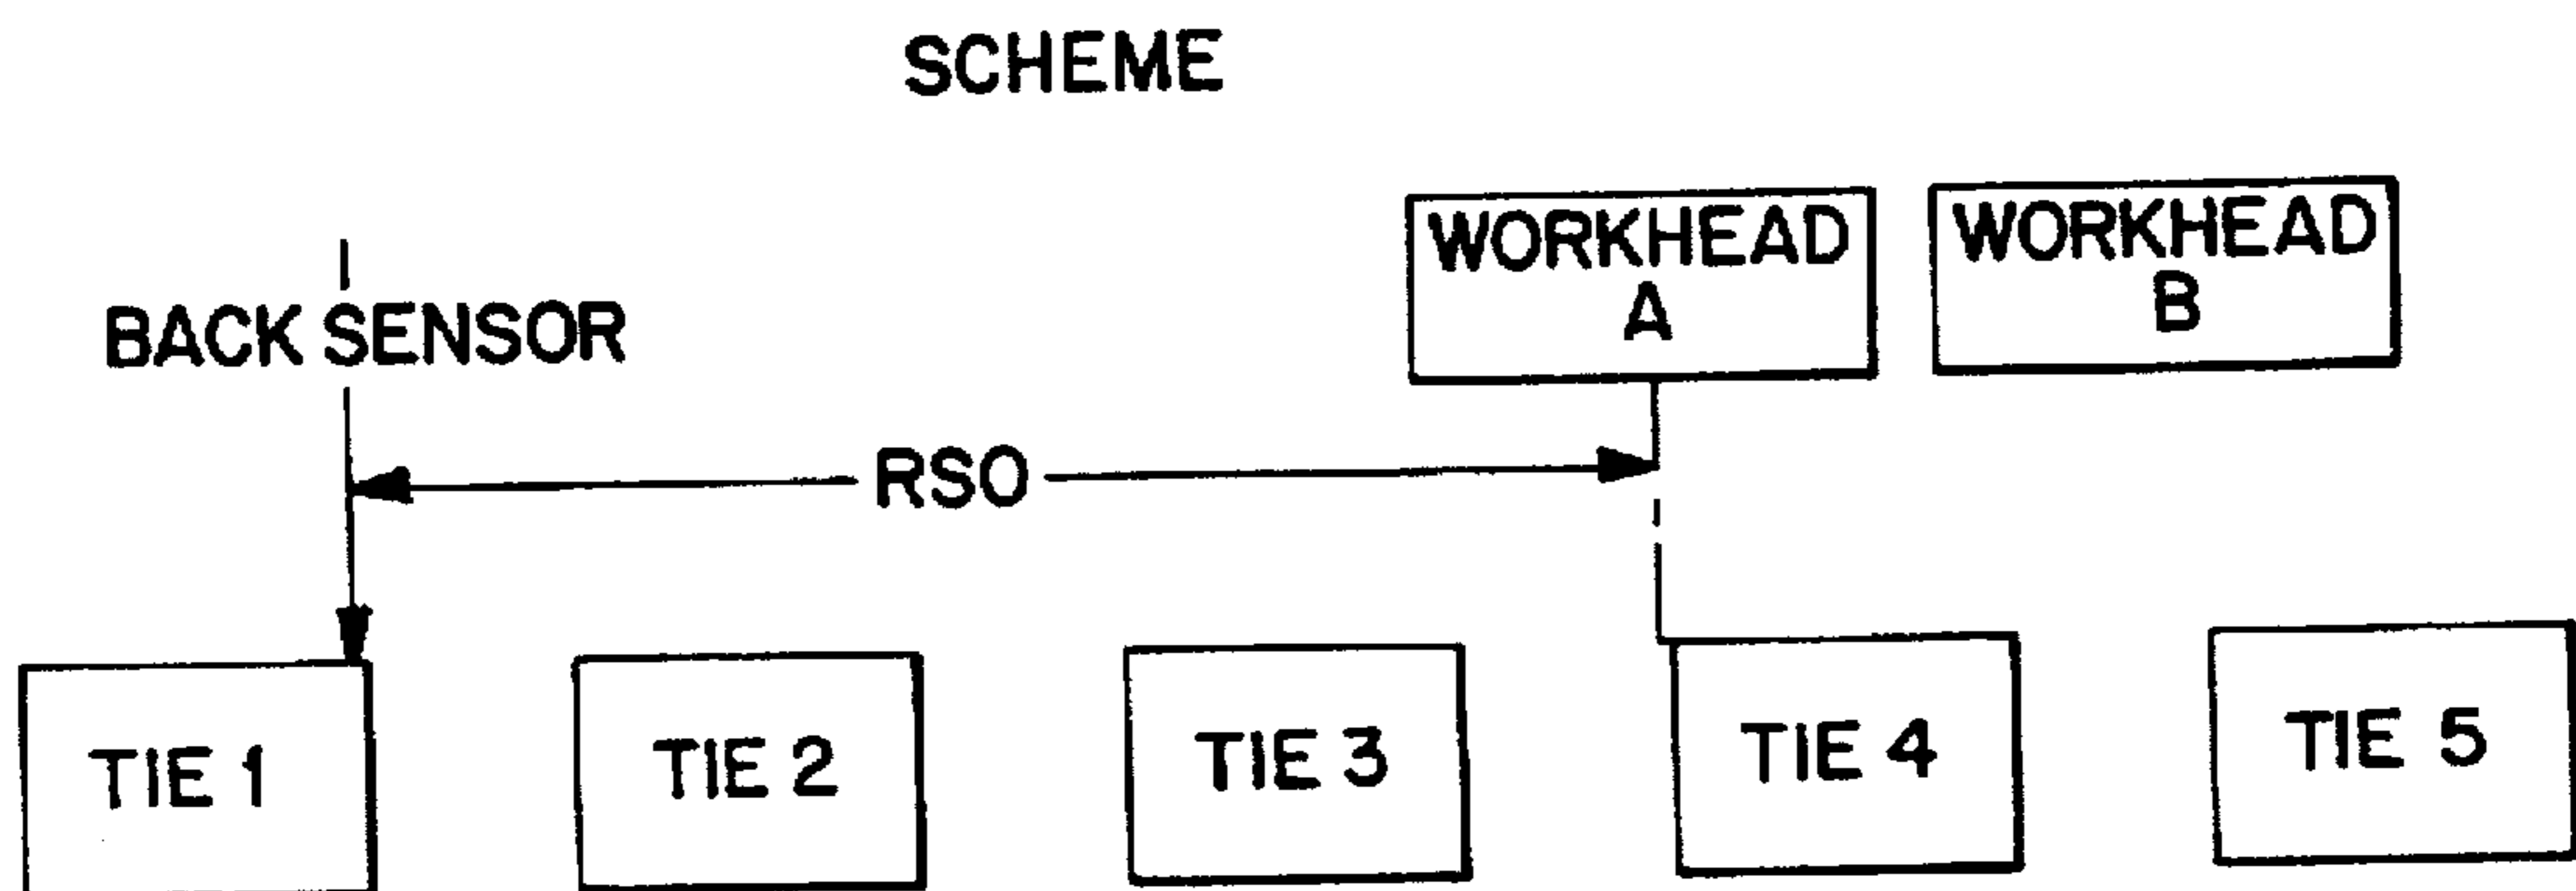 SCHEME
WORKHEAD
A
WORKHEAD
B
BACK SENSOR
RSO
TIE 1
TIE 2
TIE 3
TIE 4
TIE 5